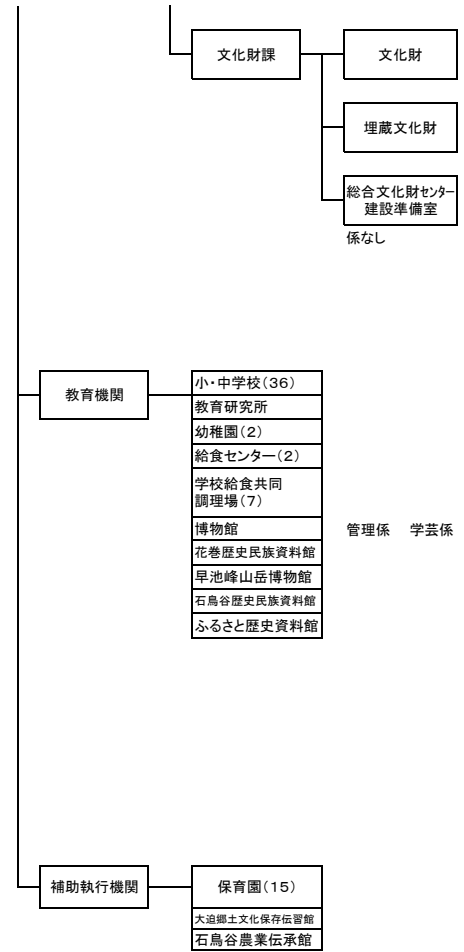 文化財課
文化財
埋蔵文化財
総合文化財センター
建設準備室
係なし
教育機関
小・中学校(36)
教育研究所
幼稚園(2)
給食センター(2)
学校給食共同
調理場(7)
博物館
管理係 学芸係
花巻歴史民族資料館
早池峰山岳博物館
石鳥谷歴史民族資料館
ふるさと歴史資料館
補助執行機関
保育園(15)
大迫郷土文化保存伝習館
石鳥谷農業伝承館